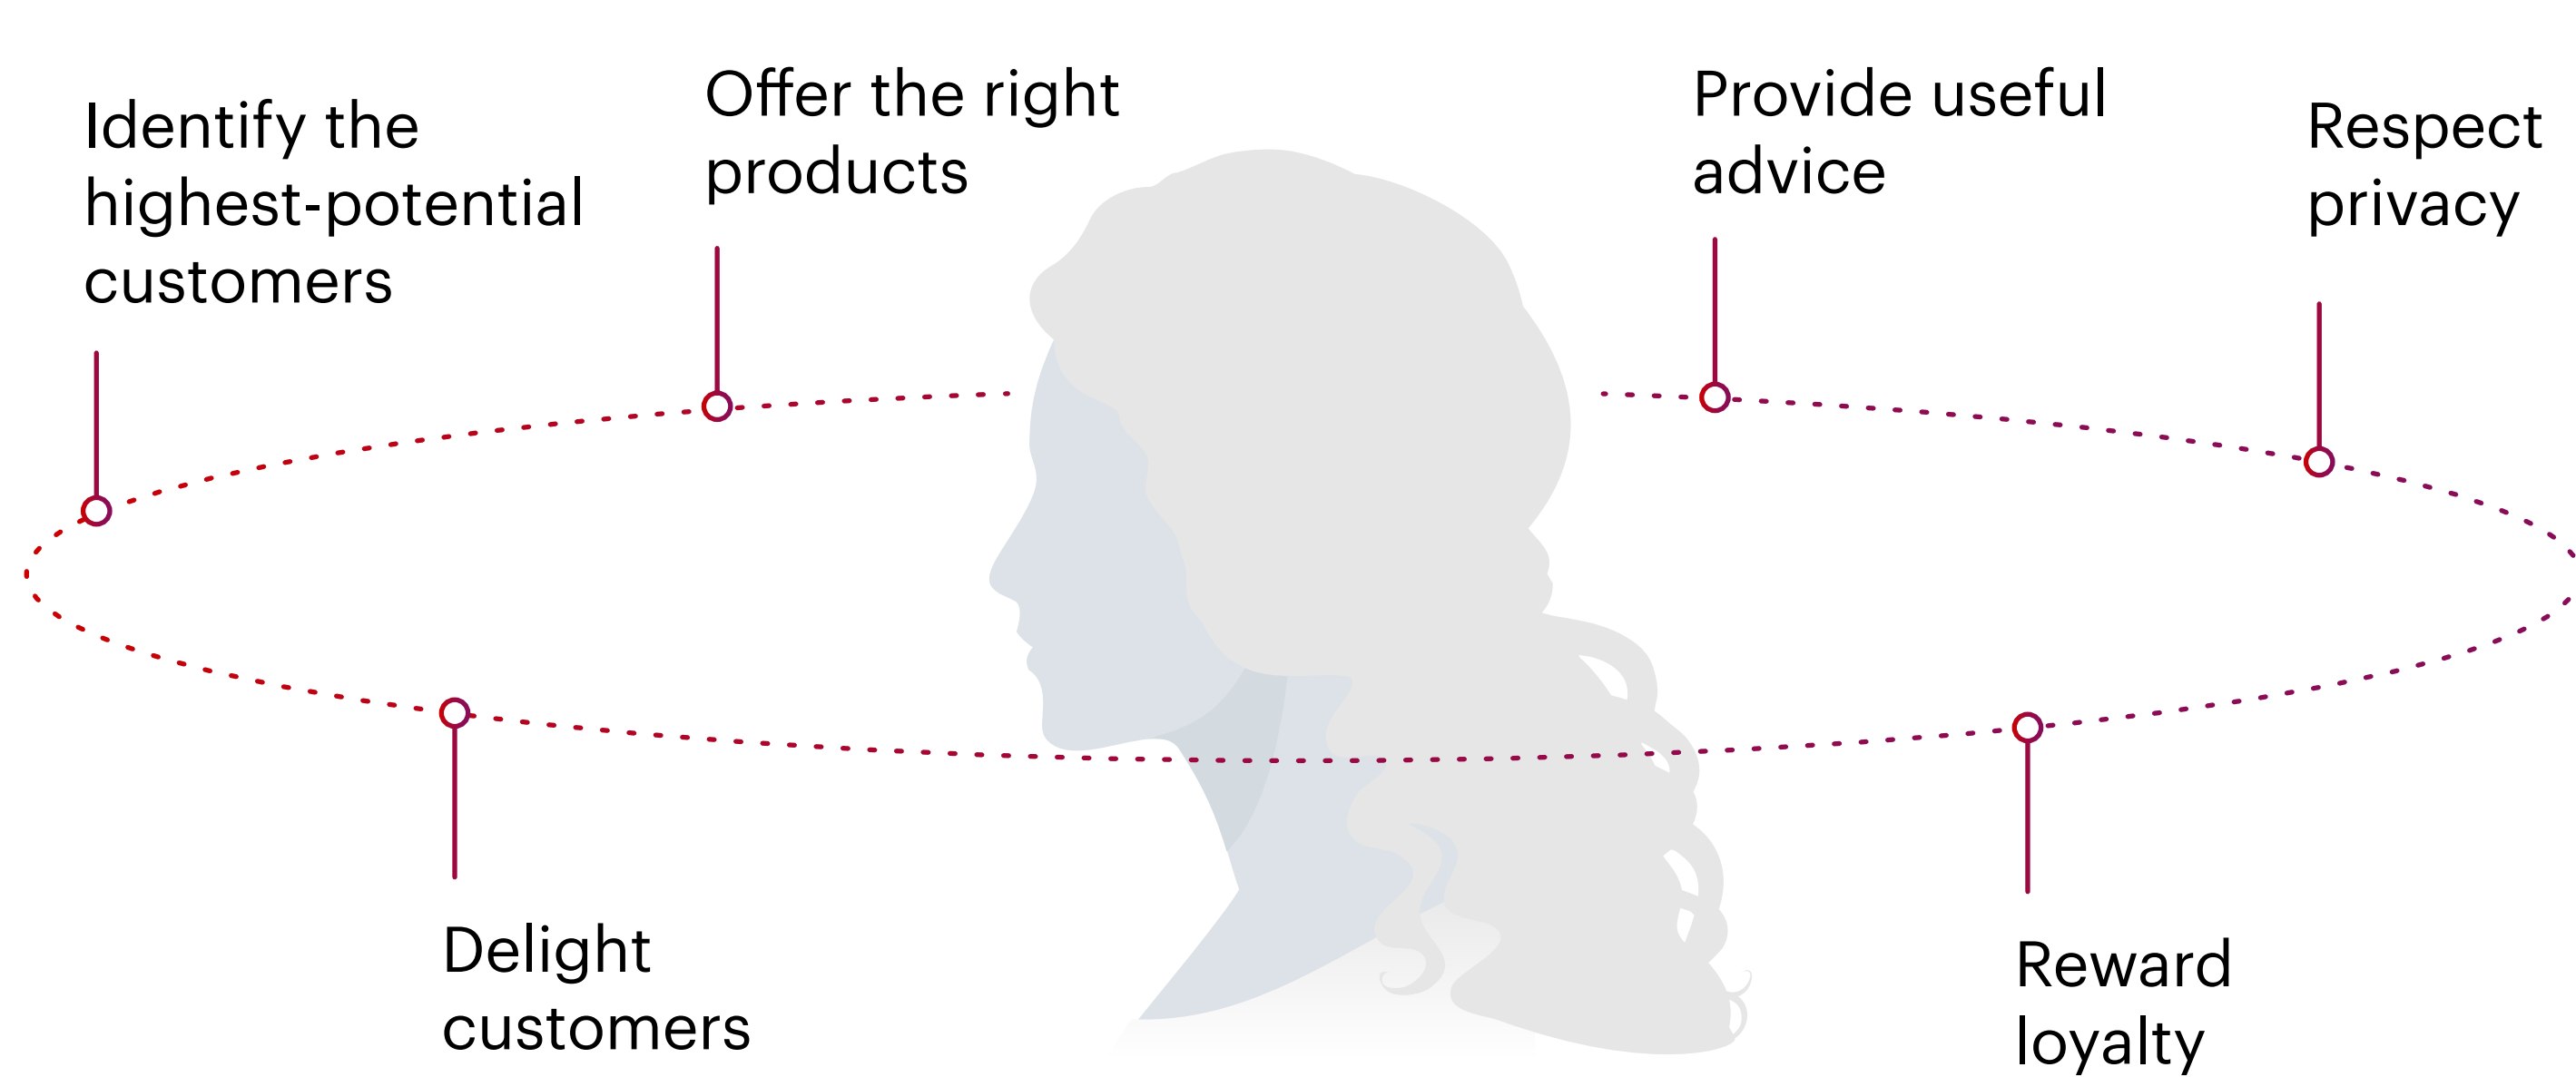 Identify the
highest-potential
customers
Offer the right
products
Provide useful
advice
Respect
privacy
Delight
customers
Reward
loyalty